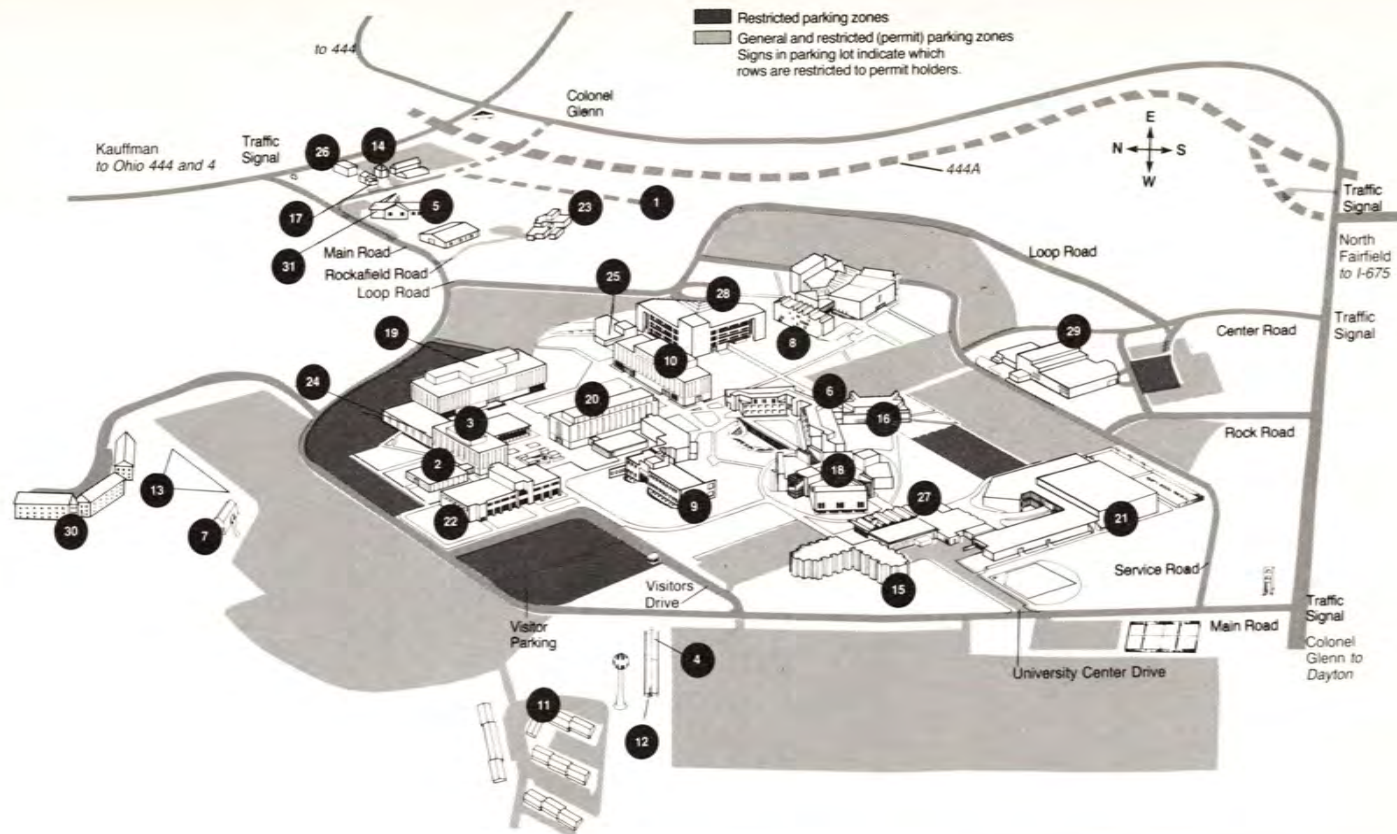 Restricted parking zones
General and restricted (permit) parking zones
Signs in parking lot indicate which
rows are restricted to permit holders.
to 444
Colonel
Glenn
Kauffman
to Ohio 444 and 4
Traffic
Signal
26
14
17
5
31
Main Road
Rockafield Road
Loop Road
23
1
444A
E
N
S
W
Traffic
Signal
North
Fairfield
to I-675
Traffic
Signal
Loop Road
Center Road
Rock Road
25
28
8
29
19
10
24
20
6
16
3
2
18
13
30
7
22
9
27
21
15
Service Road
Visitors
Drive
Visitor
Parking
Traffic
Signal
Main Road
Colonel
Glenn to
Dayton
University Center Drive
4
11
12